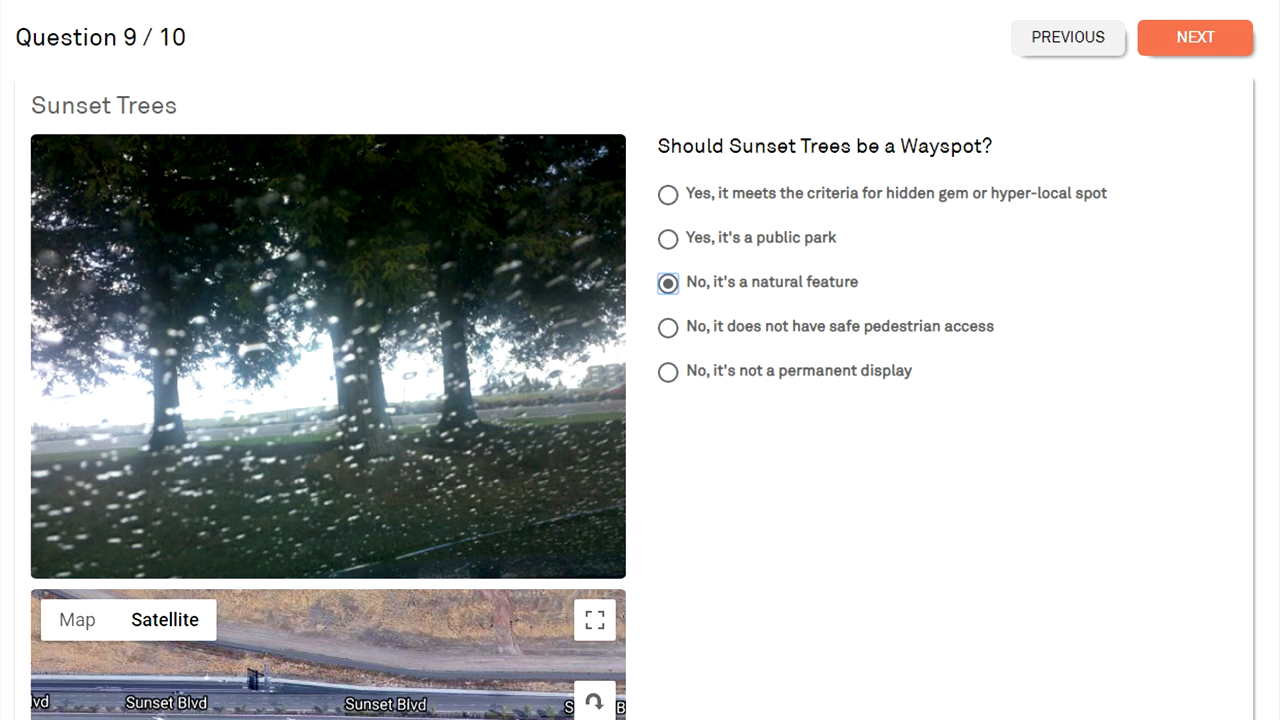 Question 9 / 10
PREVIOUS
NEXT
Sunset Trees
Should Sunset Trees be a Wayspot?
Yes, it meets the criteria for hidden gem or hyper-local spot
Yes, it's a public park
No, it's a natural feature
No, it does not have safe pedestrian access
No, it's not a permanent display
Map
Satellite
lvd
Sunset Blvd
Sunset Blvd
S
B